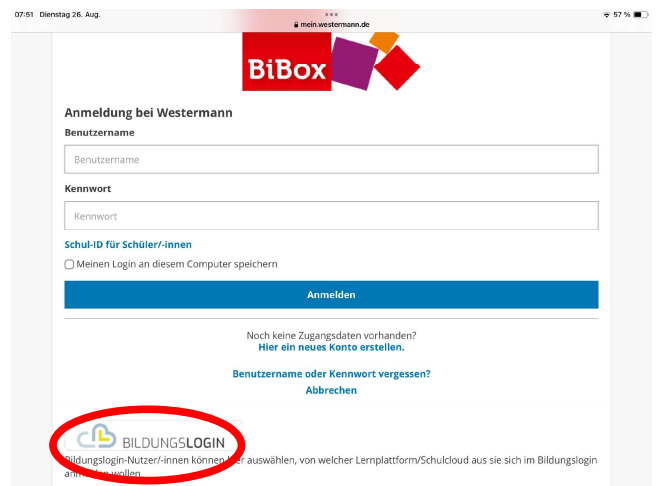 07:51 Dienstag 26. Aug.
57 %
mein.westermann.de
BiBox
Anmeldung bei Westermann
Benutzername
Benutzername
Kennwort
Kennwort
Schul-ID für Schüler/-innen
Meinen Login an diesem Computer speichern
Anmelden
Noch keine Zugangsdaten vorhanden?
Hier ein neues Konto erstellen.
Benutzername oder Kennwort vergessen?
Abbrechen
BILDUNGSLOGIN
Bildungslogin-Nutzer/-innen können hier auswählen, von welcher Lernplattform/Schulcloud aus sie sich im Bildungslogin
anmelden wollen.